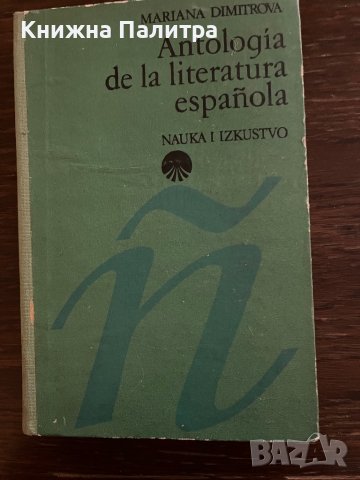 Книжна Палитра
MARIANA DIMITROVA
Antología
de la literatura
española
NAUKA I IZKUSTVO
ñ
BAZAR